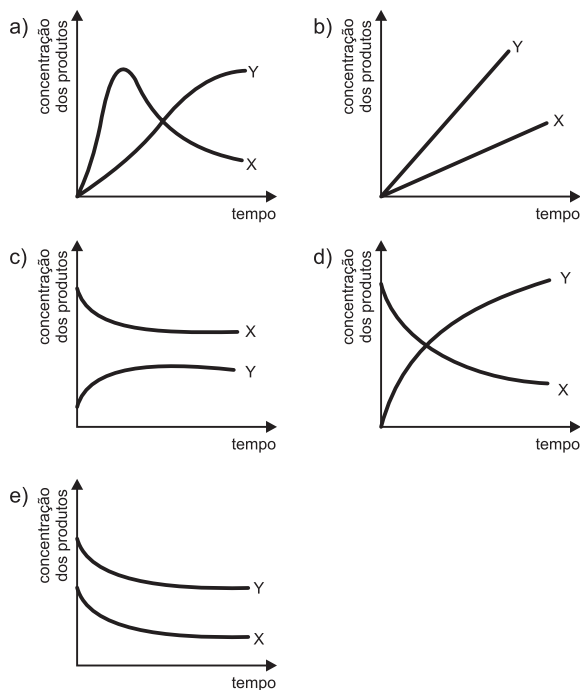 a)
concentração
dos produtos
Y
X
tempo
b)
concentração
dos produtos
Y
X
tempo
c)
concentração
dos produtos
X
Y
tempo
d)
concentração
dos produtos
Y
X
tempo
e)
concentração
dos produtos
Y
X
tempo